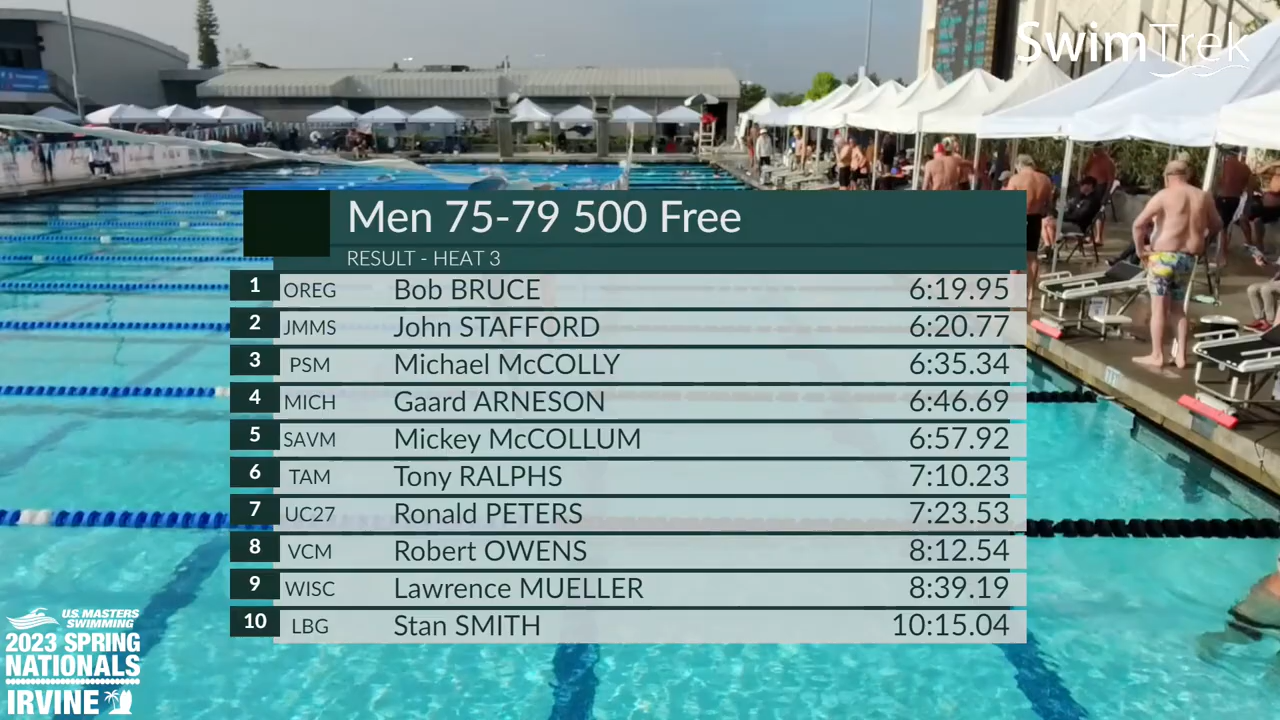 SwimTrek
Men 75-79 500 Free
RESULT - HEAT 3
1 OREG Bob BRUCE 6:19.95
2 JMMS John STAFFORD 6:20.77
3 PSM Michael McCOLLY 6:35.34
4 MICH Gaard ARNESON 6:46.69
5 SAVM Mickey McCOLLUM 6:57.92
6 TAM Tony RALPHS 7:10.23
7 UC27 Ronald PETERS 7:23.53
8 VCM Robert OWENS 8:12.54
9 WISC Lawrence MUELLER 8:39.19
10 LBG Stan SMITH 10:15.04
U.S. MASTERS
SWIMMING
2023 SPRING
NATIONALS
IRVINE